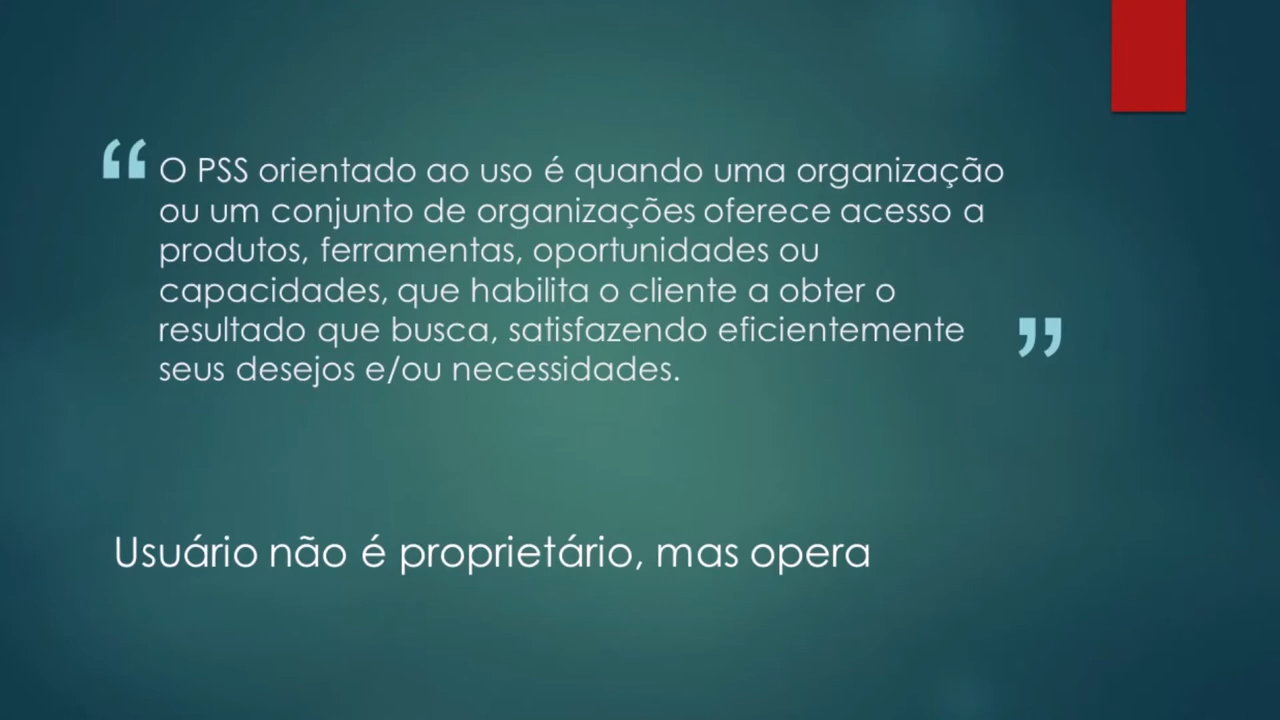 “ O PSS orientado ao uso é quando uma organização
ou um conjunto de organizações oferece acesso a
produtos, ferramentas, oportunidades ou
capacidades, que habilita o cliente a obter o
resultado que busca, satisfazendo eficientemente
seus desejos e/ou necessidades. ”
Usuário não é proprietário, mas opera